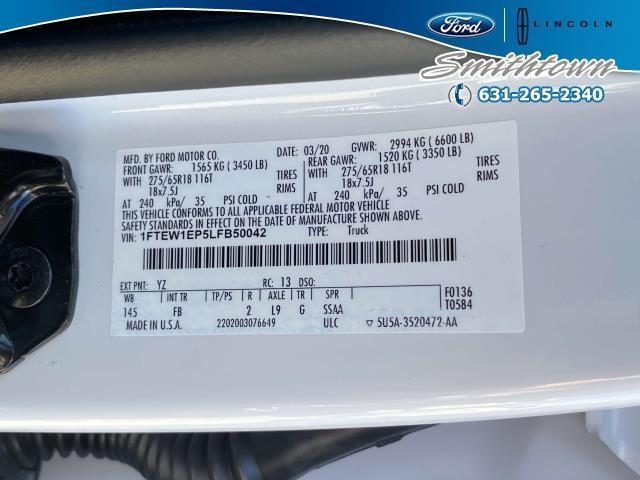 Ford LINCOLN
Smithtown
631-265-2340
MFD. BY FORD MOTOR CO. DATE: 03/20 GVWR: 2994 KG ( 6600 LB)
FRONT GAWR: 1565 KG ( 3450 LB) REAR GAWR: 1520 KG ( 3350 LB)
WITH 275/65R18 116T TIRES WITH 275/65R18 116T TIRES
18x7.5J RIMS 18x7.5J RIMS
AT 240 kPa/ 35 PSI COLD AT 240 kPa/ 35 PSI COLD
THIS VEHICLE CONFORMS TO ALL APPLICABLE FEDERAL MOTOR VEHICLE
SAFETY STANDARDS IN EFFECT ON THE DATE OF MANUFACTURE SHOWN ABOVE.
VIN: 1FTEW1EP5LFB50042 TYPE: Truck
EXT PNT: YZ RC: 13 DSO: F0136
WB INT TR TP/PS R AXLE TR SPR T05B4
145 FB 2 L9 G SSAA
MADE IN U.S.A. 2202003076649 ULC 5U5A-3520472-AA